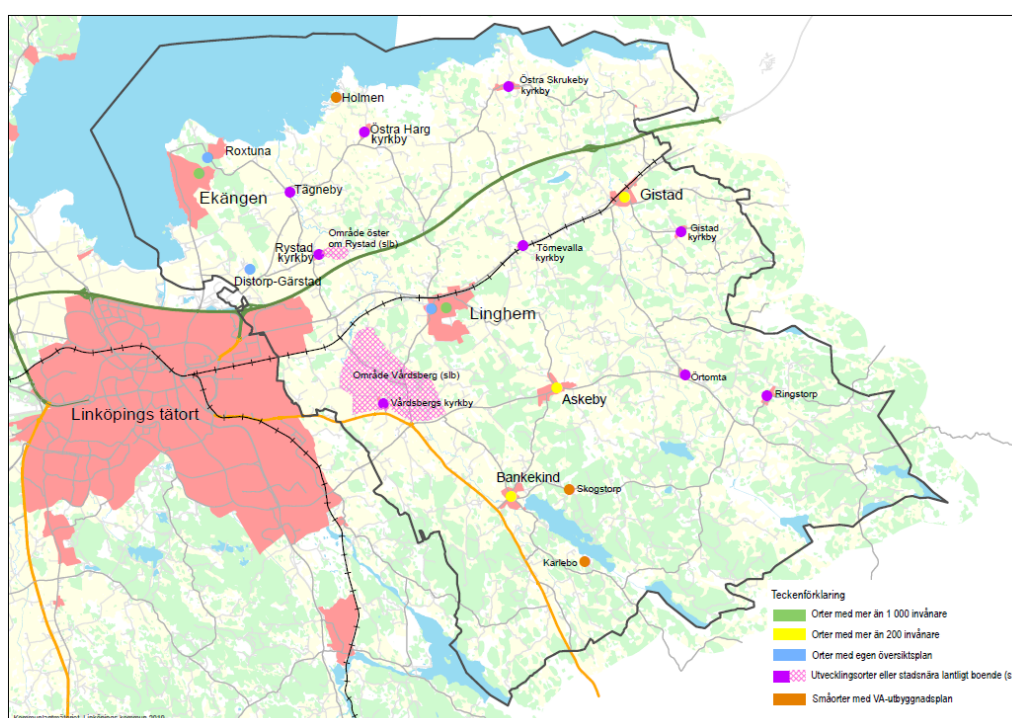 Östra Skrukeby
kyrkby
Holmen
Östra Harg
kyrkby
Roxtuna
Ekängen
Tägneby
Gistad
Område öster
om Rystad (slb)
Rystad
kyrkby
Gistad
kyrkby
Törnevalla
kyrkby
Distorp-Gärstad
Linghem
Område Vårdsberg (slb)
Örtomta
Vårdsbergs kyrkby
Askeby
Ringstorp
Linköpings tätort
Bankekind
Skogstorp
Karlebo
Teckenförklaring
Orter med mer än 1 000 invånare
Orter med mer än 200 invånare
Orter med egen översiktsplan
Utvecklingsorter eller stadsnära lantligt boende (s
Småorter med VA-utbyggnadsplan